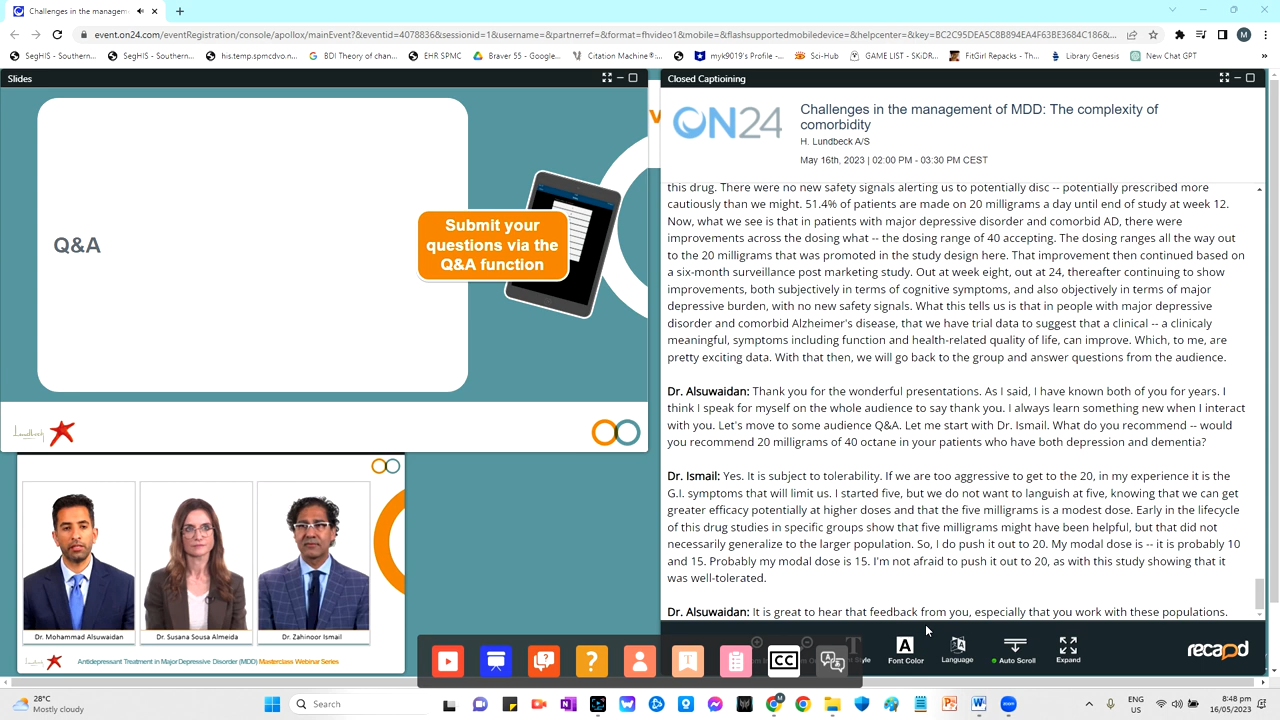 Challenges in the managem
event.on24.com/eventRegistration/console/apollox/mainEvent?&eventid=4078836&sessionid=1&username=&partnerref=&format=fhvideo1&mobile=&flashsupportedmobiledevice=&helpcenter=&key=BC2C95DEA5C8B894EA4F63BE3684C186&...
M
SegHIS - Southern...
SegHIS - Southern...
his.temp.spmcdvo.n...
BDI Theory of chan...
EHR SPMC
Braver 55 - Google...
Citation Machine®:...
myk9019's Profile -...
Sci-Hub
GAME LIST - SKiDR...
FitGirl Repacks - Th...
Library Genesis
New Chat GPT
Slides
Q&A
Submit your
questions via the
Q&A function
Lundbeck
Dr. Mohammad Alsuwaidan
Dr. Susana Sousa Almeida
Dr. Zahinoor Ismail
Antidepressant Treatment in Major Depressive Disorder (MDD) Masterclass Webinar Series
Closed Captioining
ON24
Challenges in the management of MDD: The complexity of
comorbidity
H. Lundbeck A/S
May 16th, 2023 | 02:00 PM - 03:30 PM CEST
this drug. There were no new safety signals alerting us to potentially disc -- potentially prescribed more
cautiously than we might. 51.4% of patients are made on 20 milligrams a day until end of study at week 12.
Now, what we see is that in patients with major depressive disorder and comorbid AD, there were
improvements across the dosing what -- the dosing range of 40 accepting. The dosing ranges all the way out
to the 20 milligrams that was promoted in the study design here. That improvement then continued based on
a six-month surveillance post marketing study. Out at week eight, out at 24, thereafter continuing to show
improvements, both subjectively in terms of cognitive symptoms, and also objectively in terms of major
depressive burden, with no new safety signals. What this tells us is that in people with major depressive
disorder and comorbid Alzheimer's disease, that we have trial data to suggest that a clinical -- a clinicaly
meaningful, symptoms including function and health-related quality of life, can improve. Which, to me, are
pretty exciting data. With that then, we will go back to the group and answer questions from the audience.
Dr. Alsuwaidan: Thank you for the wonderful presentations. As I said, I have known both of you for years. I
think I speak for myself on the whole audience to say thank you. I always learn something new when I interact
with you. Let's move to some audience Q&A. Let me start with Dr. Ismail. What do you recommend -- would
you recommend 20 milligrams of 40 octane in your patients who have both depression and dementia?
Dr. Ismail: Yes. It is subject to tolerability. If we are too aggressive to get to the 20, in my experience it is the
G.I. symptoms that will limit us. I started five, but we do not want to languish at five, knowing that we can get
greater efficacy potentially at higher doses and that the five milligrams is a modest dose. Early in the lifecycle
of this drug studies in specific groups show that five milligrams might have been helpful, but that did not
necessarily generalize to the larger population. So, I do push it out to 20. My modal dose is -- it is probably 10
and 15. Probably my modal dose is 15. I'm not afraid to push it out to 20, as with this study showing that it
was well-tolerated.
Dr. Alsuwaidan: It is great to hear that feedback from you, especially that you work with these populations.
Font Color
Language
Auto Scroll
Expand
recapd
CC
28°C
Mostly cloudy
Search
ENG
US
8:48 pm
16/05/2023